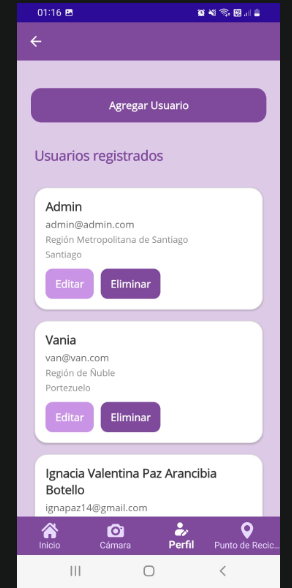 01:16
Agregar Usuario
Usuarios registrados
Admin
admin@admin.com
Región Metropolitana de Santiago
Santiago
Editar Eliminar
Vania
van@van.com
Región de Ñuble
Portezuelo
Editar Eliminar
Ignacia Valentina Paz Arancibia
Botello
ignapaz14@gmail.com
Inicio Cámara Perfil Punto de Recic...